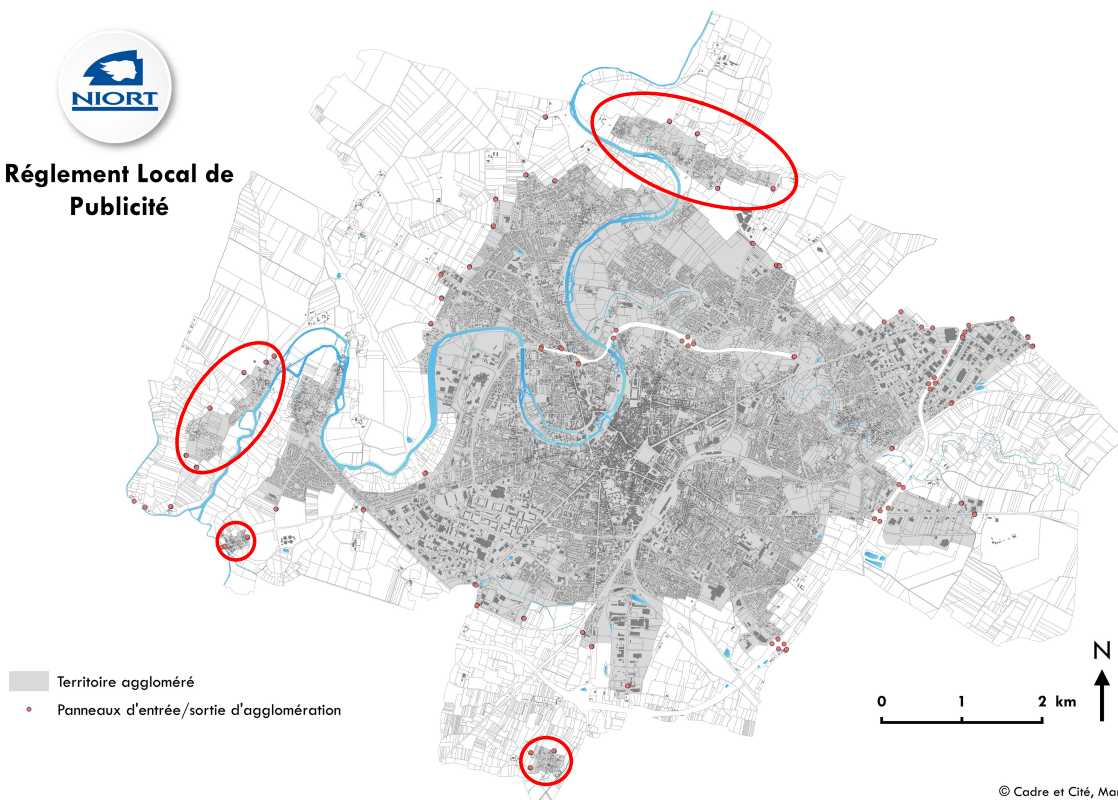 NIORT
Réglement Local de
Publicité
Territoire aggloméré
Panneaux d'entrée/sortie d'agglomération
N
0 1 2 km
© Cadre et Cité,